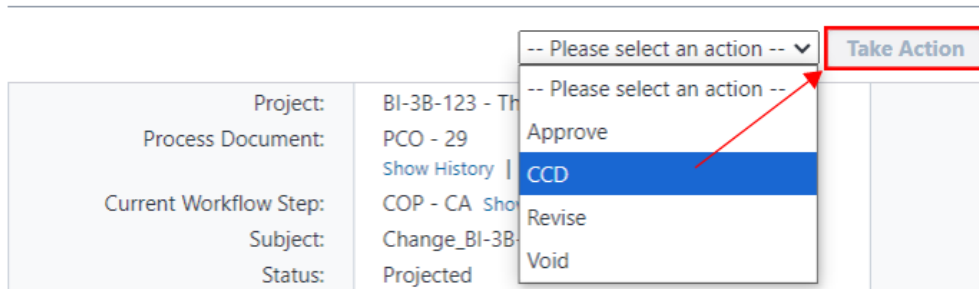 -- Please select an action -- Take Action
-- Please select an action --
Approve
CCD
Revise
Void
Project: BI-3B-123 - Th
Process Document: PCO - 29
Show History |
Current Workflow Step: COP - CA Sho
Subject: Change_BI-3B-
Status: Projected